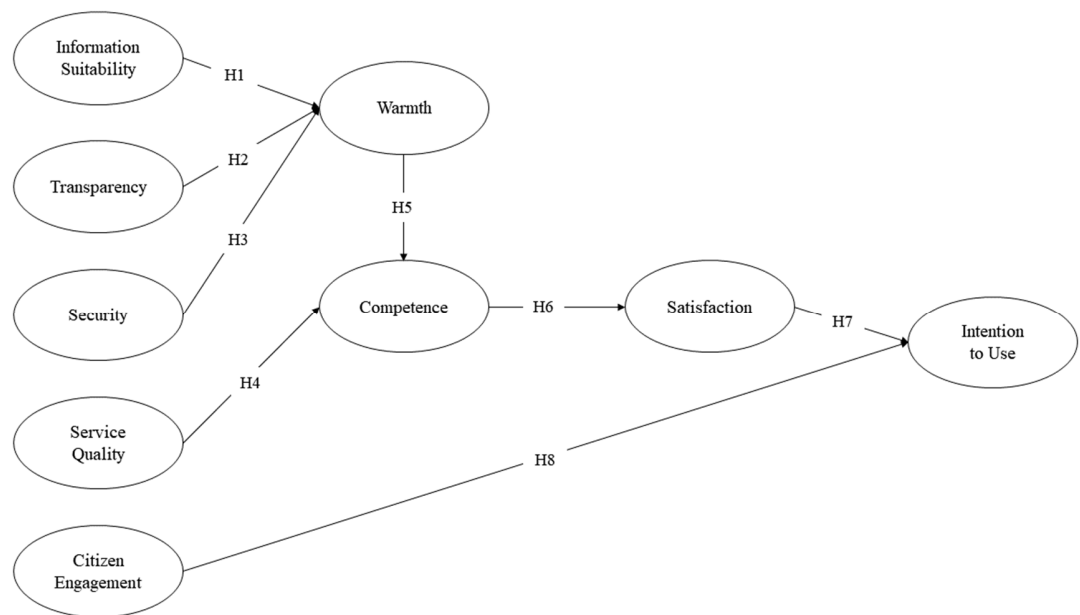 Information
Suitability
H1
Warmth
Transparency
H2
H5
H3
Security
Competence
H6
Satisfaction
H7
Intention
to Use
H4
Service
Quality
H8
Citizen
Engagement